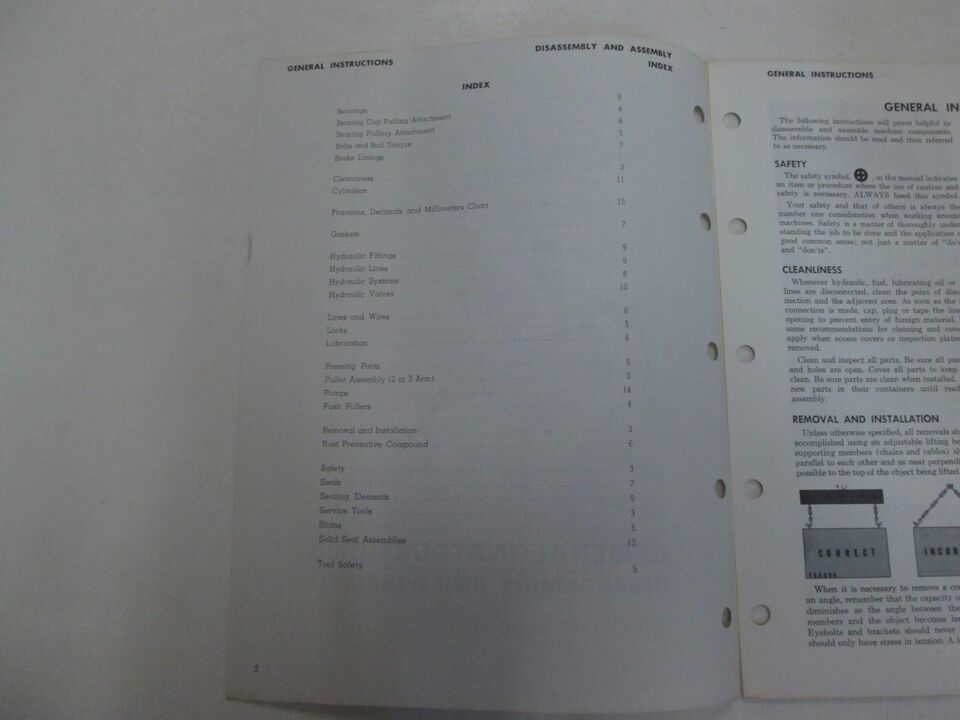 GENERAL INSTRUCTIONS
DISASSEMBLY AND ASSEMBLY
INDEX
INDEX
Bearings 6
Bearing Cup Pulling Attachment 4
Bearing Pulling Attachment 4
Bolts and Bolt Torque 3
Brake Linings 7
Cleanliness 3
Cylinders 11
Fractions, Decimals and Millimeters Chart 15
Gaskets 7
Hydraulic Fittings 8
Hydraulic Lines 9
Hydraulic Systems 8
Hydraulic Valves 10
Lines and Wires 6
Locks 5
Lubrication 6
Pressing Parts 5
Puller Assembly (2 or 3 Arm) 3
Pumps 14
Push Pullers 4
Removal and Installation 3
Rust Preventive Compound 6
Safety 3
Seals 7
Sealing Elements 9
Service Tools 3
Shims 6
Solid Seal Assemblies 12
Tool Safety 5
2
GENERAL INSTRUCTIONS
GENERAL IN
The following instructions will prove helpful to
disassemble and assemble machine components.
The information should be read and then referred
to as necessary.
SAFETY
The safety symbol, , in the manual indicates
an item or procedure where the use of caution and
safety is necessary. ALWAYS heed this symbol.
Your safety and that of others is always the
number one consideration when working around
machines. Safety is a matter of thoroughly under
standing the job to be done and the application o
good common sense; not just a matter of "do's
and "don'ts".
CLEANLINESS
Whenever hydraulic, fuel, lubricating oil or
lines are disconnected, clean the point of disco
nection and the adjacent area. As soon as the
connection is made, cap, plug or tape the line
opening to prevent entry of foreign material.
same recommendations for cleaning and cove
apply when access covers or inspection plates
removed.
Clean and inspect all parts. Be sure all pas
and holes are open. Cover all parts to keep
clean. Be sure parts are clean when installed.
new parts in their containers until read
assembly.
REMOVAL AND INSTALLATION
Unless otherwise specified, all removals sh
accomplished using an adjustable lifting be
supporting members (chains and cables) sh
parallel to each other and as near perpendi
possible to the top of the object being lifted
CORRECT
INCOR
When it is necessary to remove a co
an angle, remember that the capacity o
diminishes as the angle between the
members and the object becomes les
Eyebolts and brackets should never
should only have stress in tension. A